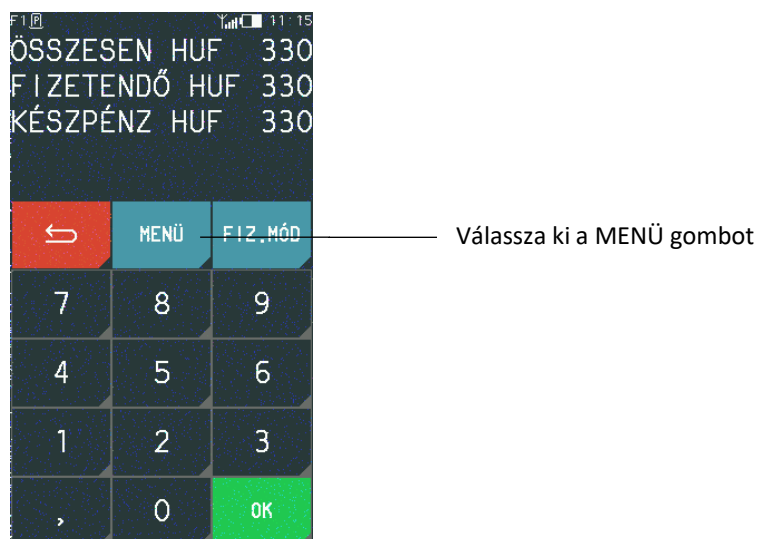 F1 P 11:15
ÖSSZESEN HUF 330
FIZETENDŐ HUF 330
KÉSZPÉNZ HUF 330
MENÜ FIZ.MÓD Válassza ki a MENÜ gombot
7 8 9
4 5 6
1 2 3
, 0 OK